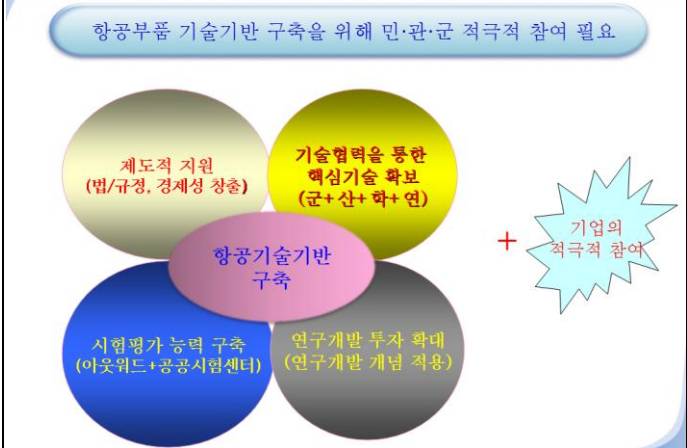 항공부품 기술기반 구축을 위해 민·관·군 적극적 참여 필요
제도적 지원
(법/규정, 경제성 창출)
기술협력을 통한
핵심기술 확보
(군+산+학+연)
항공기술기반
구축
+
기업의
적극적 참여
시험평가 능력 구축
(아웃워드+공공시험센터)
연구개발 투자 확대
(연구개발 개념 적용)